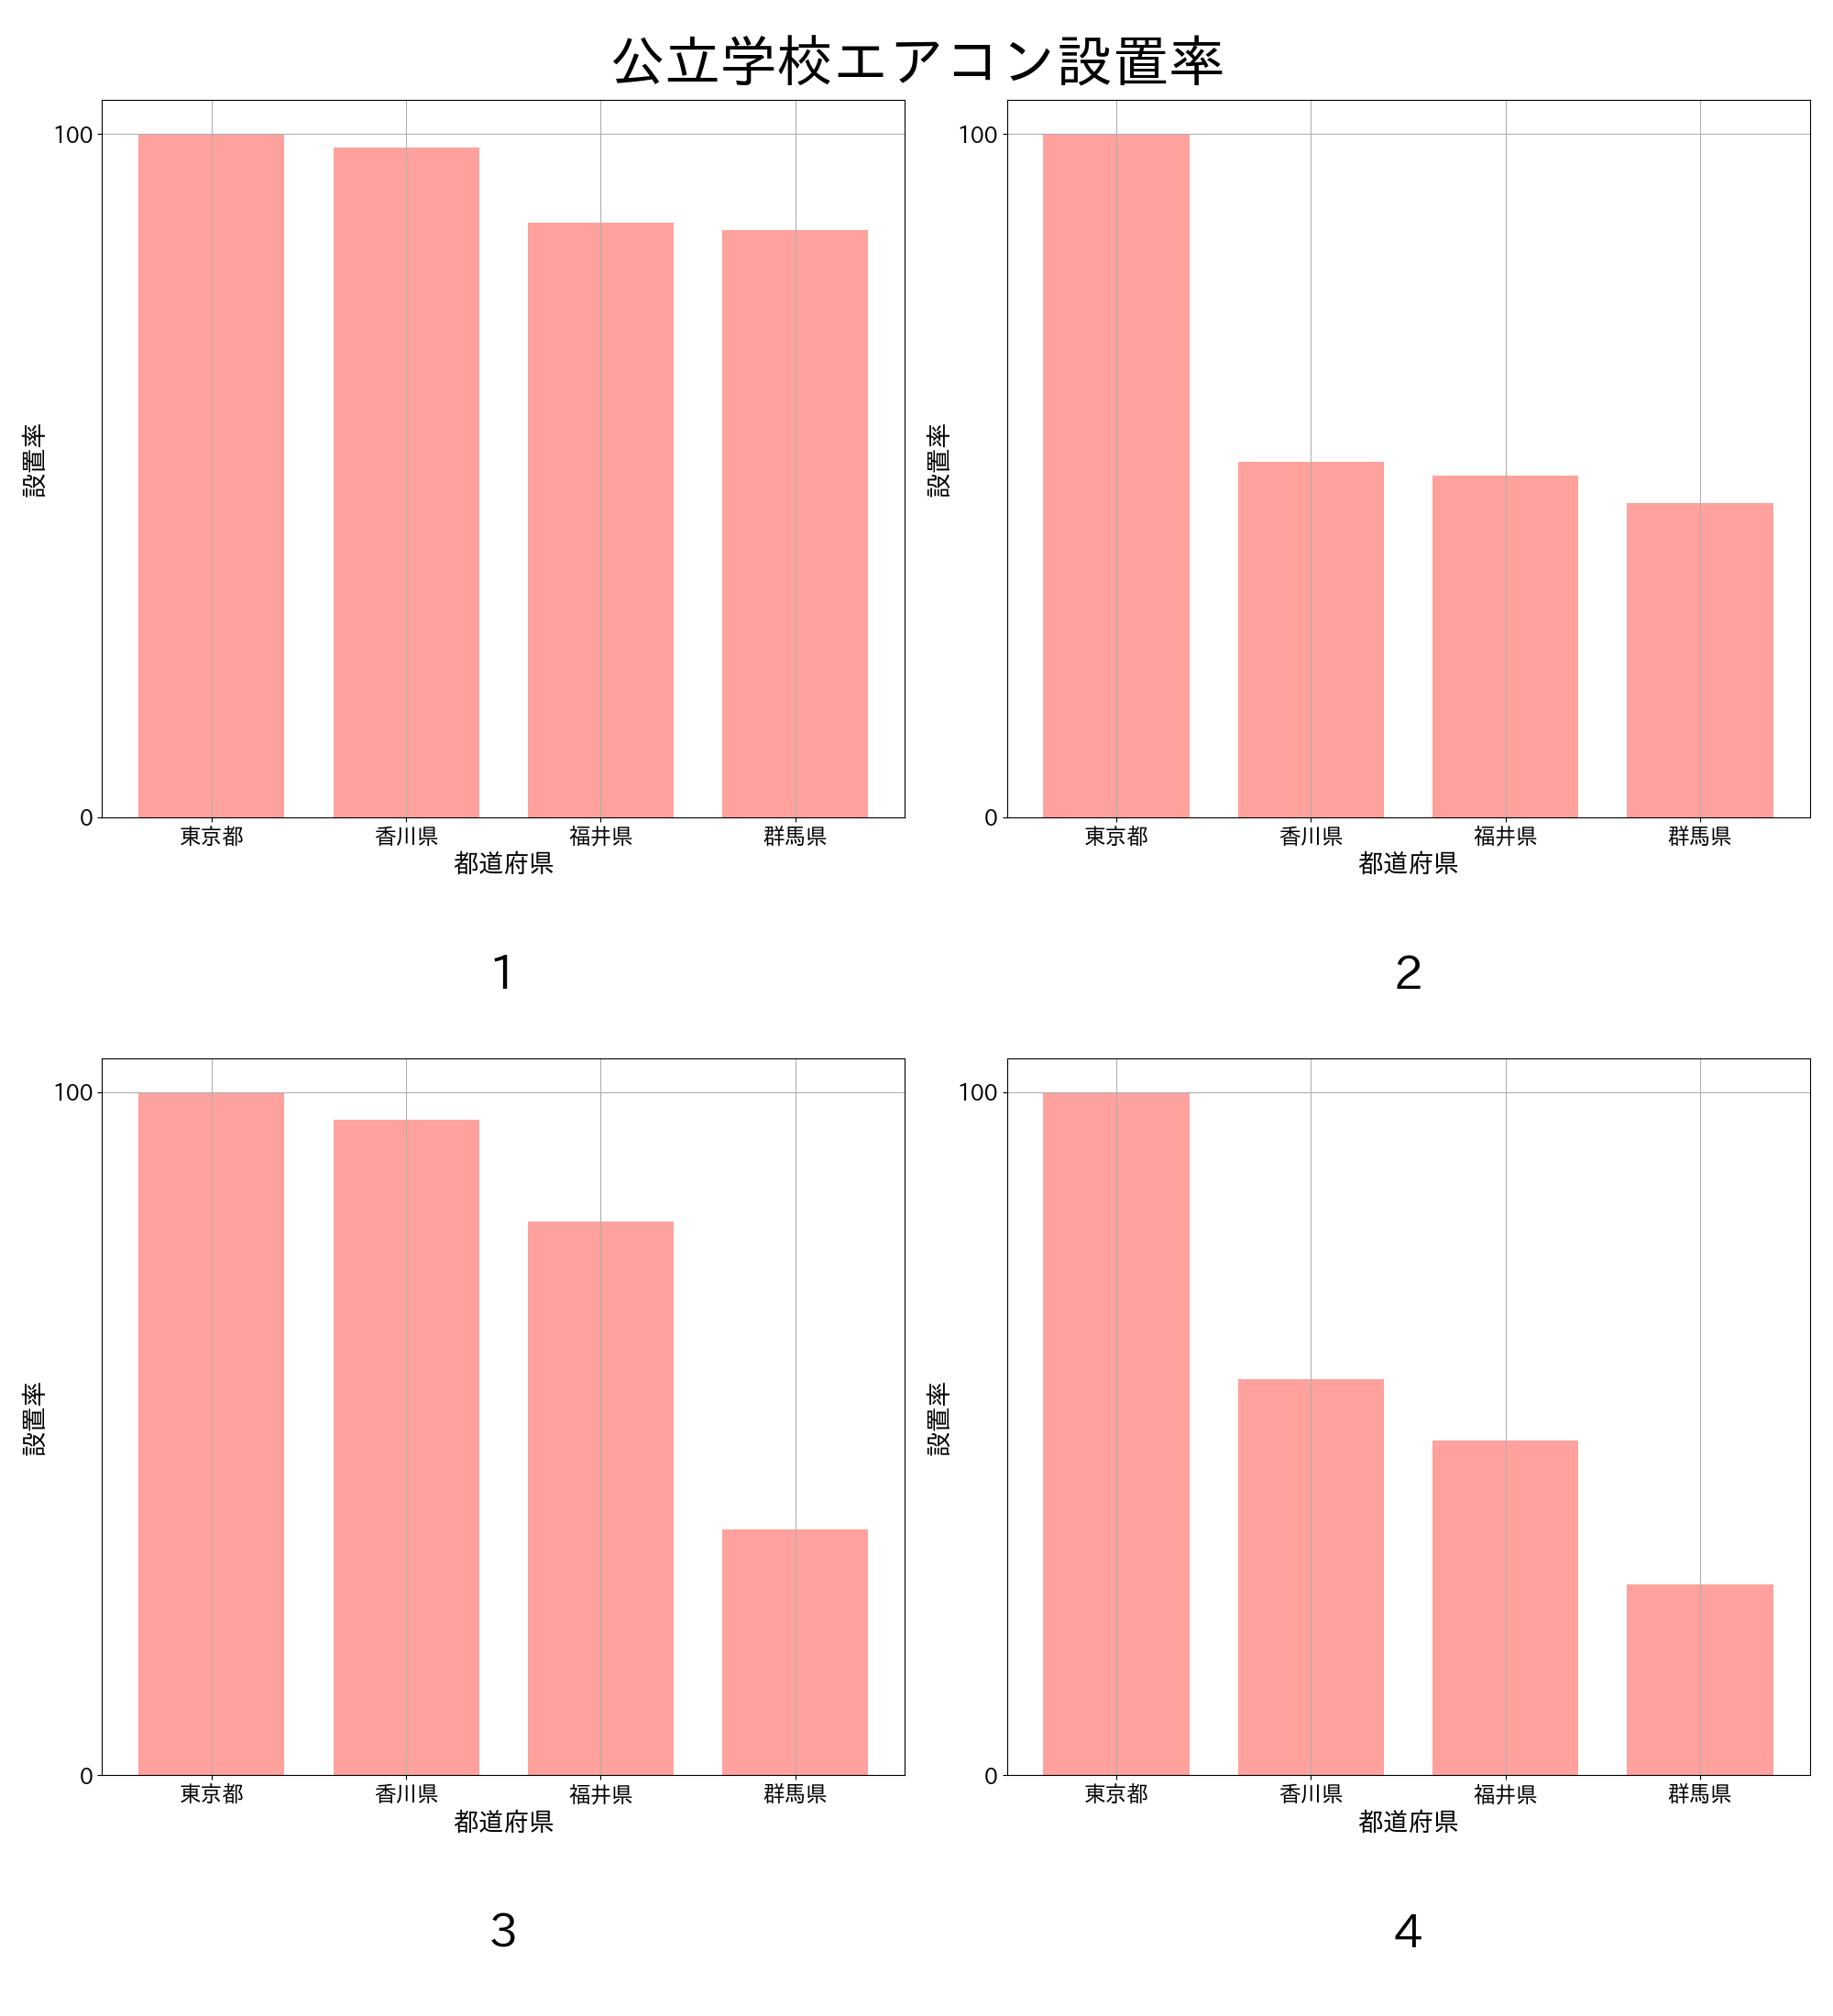 公立学校エアコン設置率
100
0
設置率
東京都 香川県 福井県 群馬県
都道府県
1
100
0
設置率
東京都 香川県 福井県 群馬県
都道府県
2
100
0
設置率
東京都 香川県 福井県 群馬県
都道府県
3
100
0
設置率
東京都 香川県 福井県 群馬県
都道府県
4